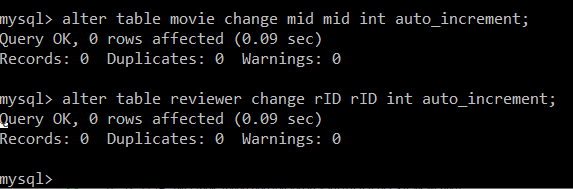 mysql> alter table movie change mid mid int auto_increment;
Query OK, 0 rows affected (0.09 sec)
Records: 0  Duplicates: 0  Warnings: 0
mysql> alter table reviewer change rID rID int auto_increment;
Query OK, 0 rows affected (0.09 sec)
Records: 0  Duplicates: 0  Warnings: 0
mysql>